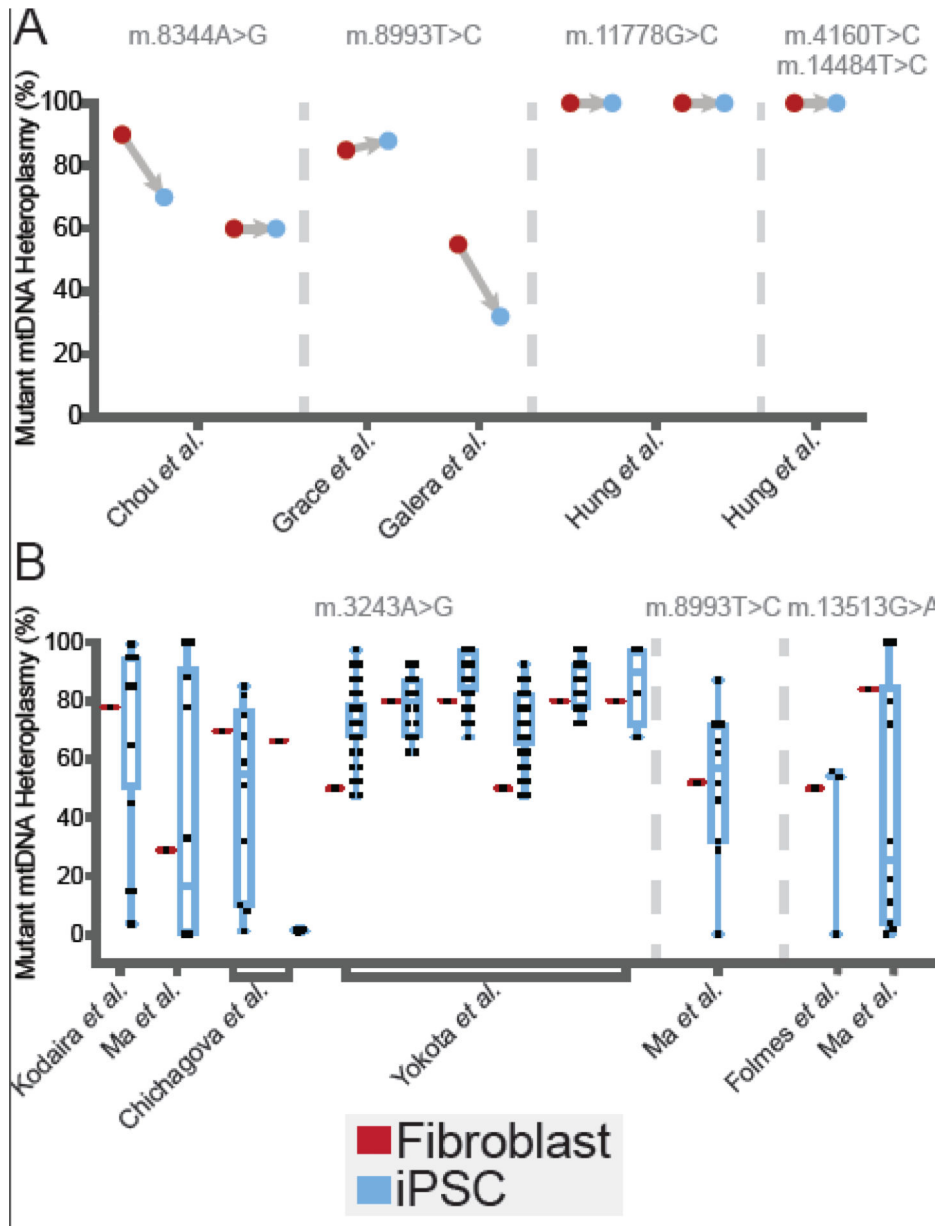 A
m.8344A>G m.8993T>C m.11778G>C m.4160T>C
m.14484T>C
Mutant mtDNA Heteroplasmy (%)
100
80
60
40
20
0
Chou et al.
Grace et al.
Galera et al.
Hung et al.
Hung et al.
B
m.3243A>G m.8993T>C m.13513G>A
Mutant mtDNA Heteroplasmy (%)
100
80
60
40
20
0
Kodaira et al.
Ma et al.
Chichagova et al.
Yokota et al.
Ma et al.
Folmes et al.
Ma et al.
Fibroblast
iPSC